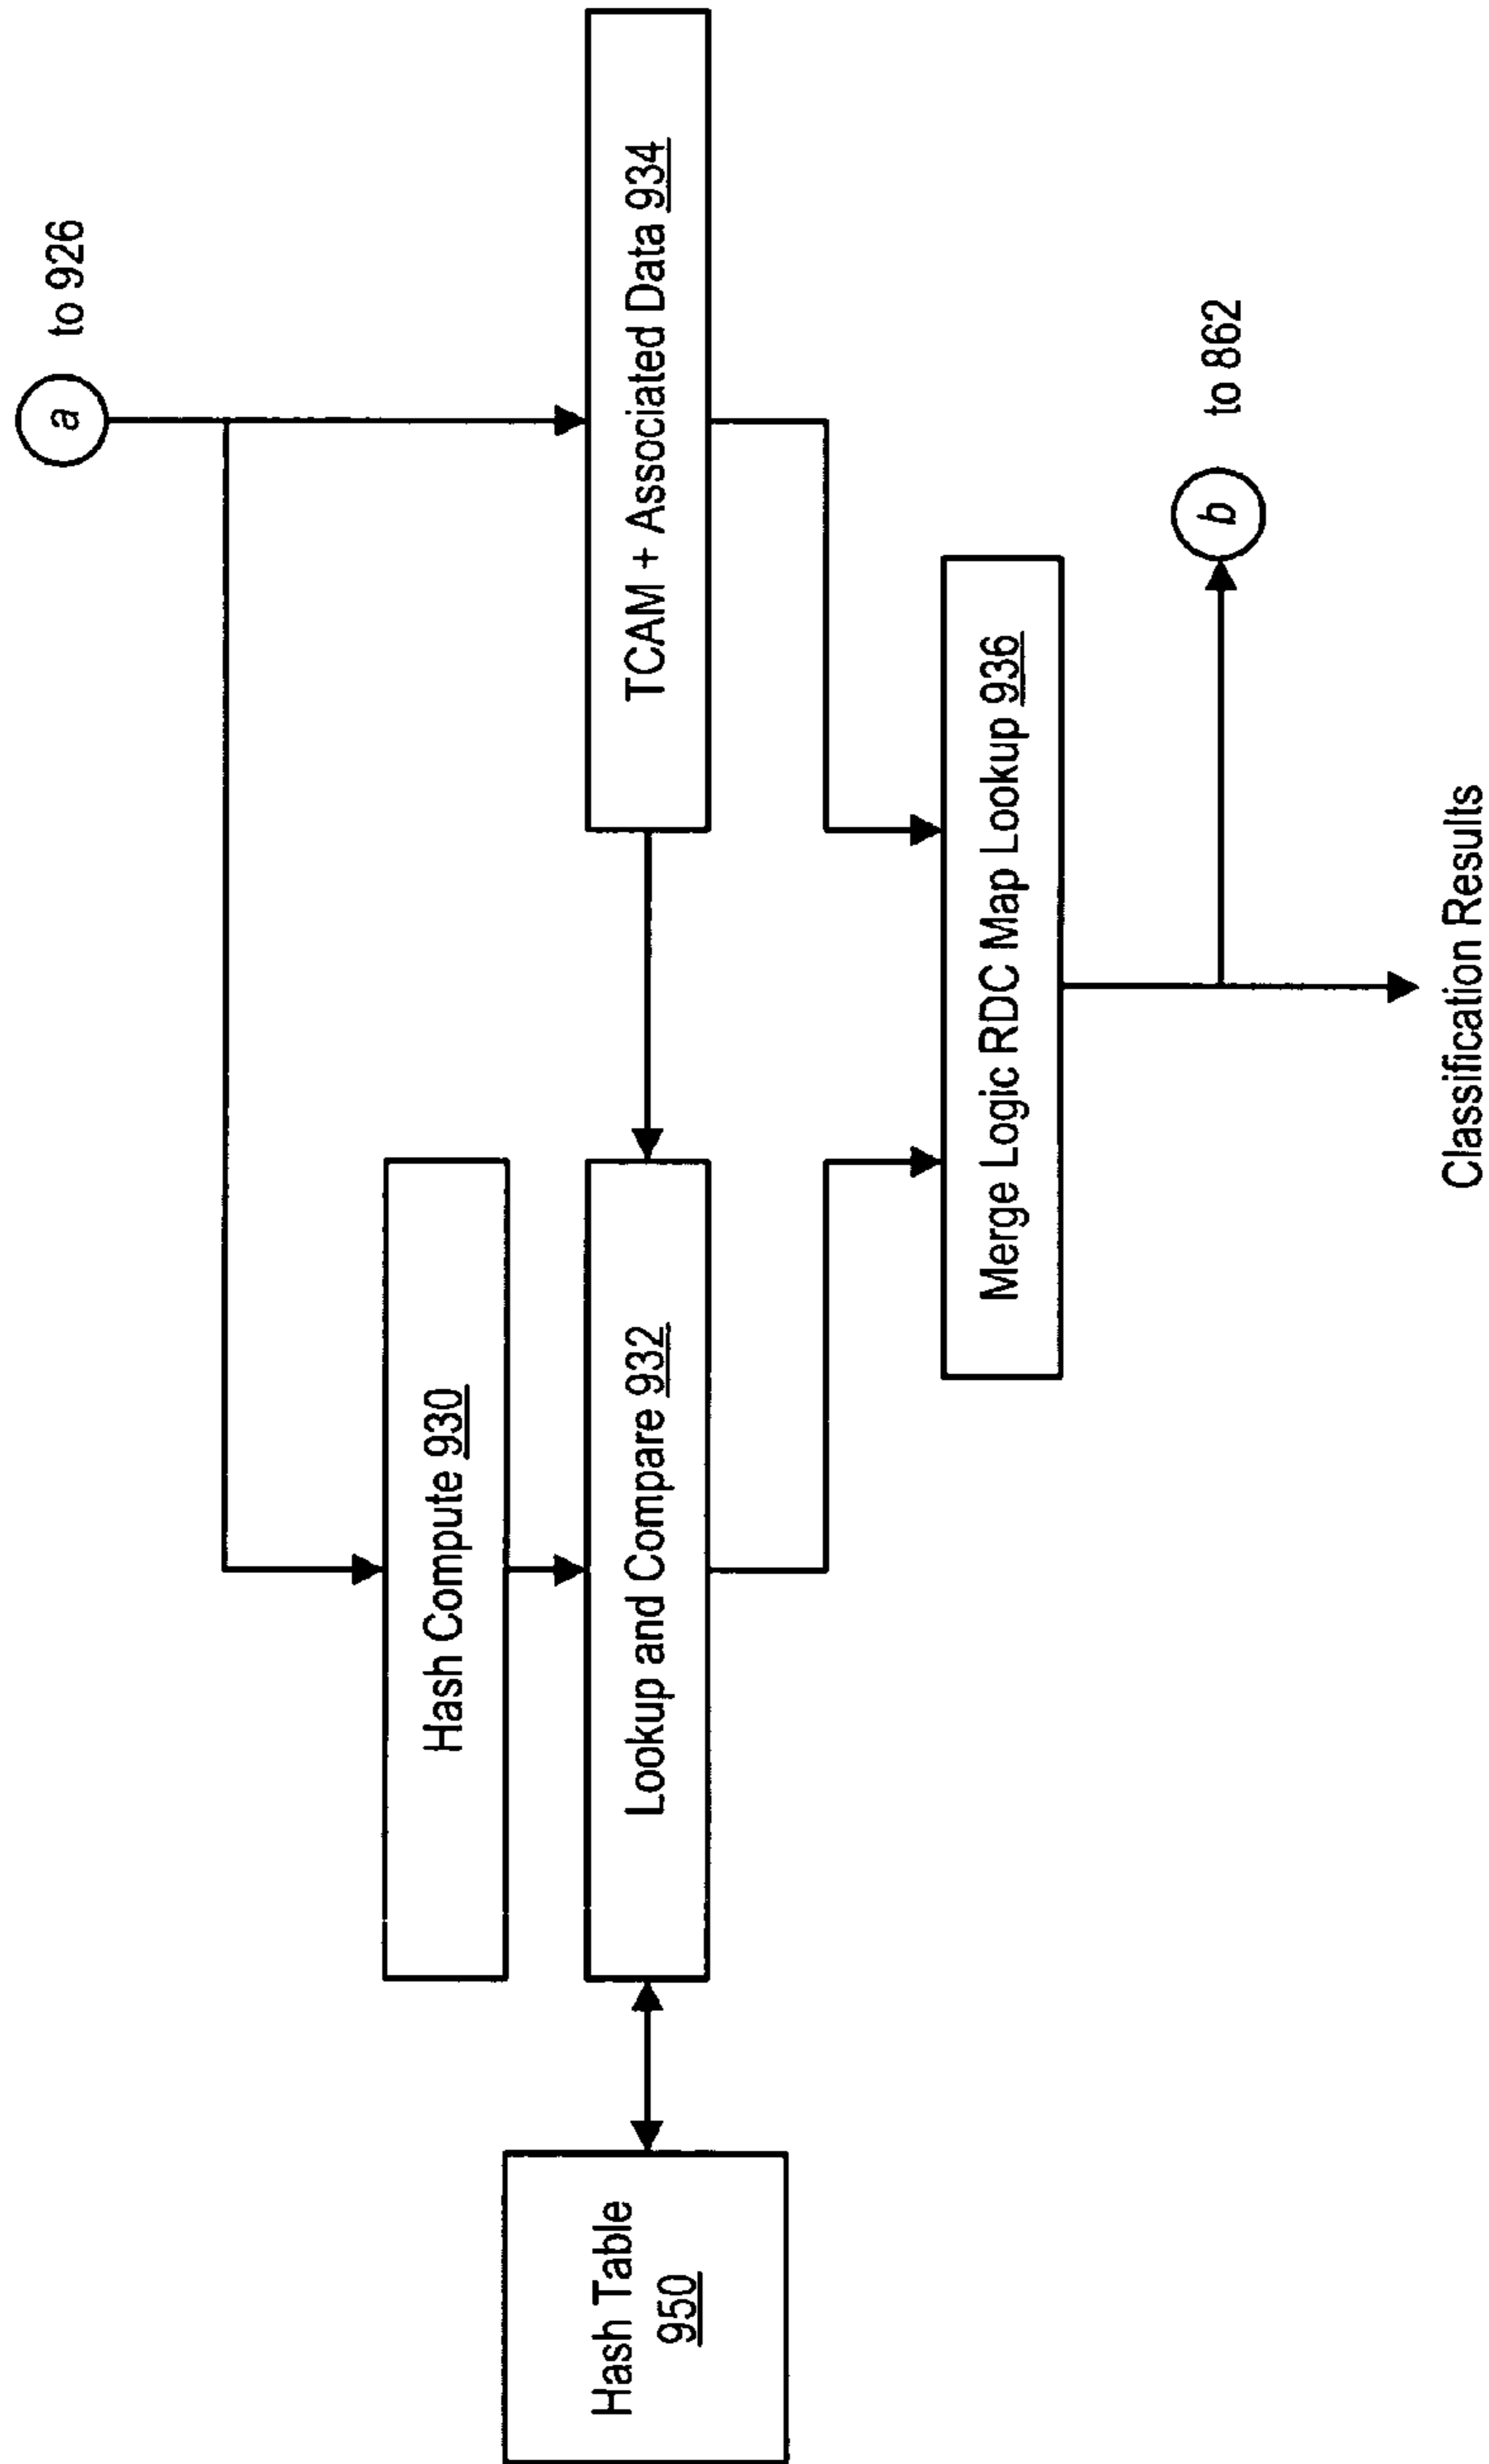 a
to 926
Hash Compute 930
Hash Table
950
Lookup and Compare 932
TCAM + Associated Data 934
Merge Logic RDC Map Lookup 936
b
to 862
Classification Results